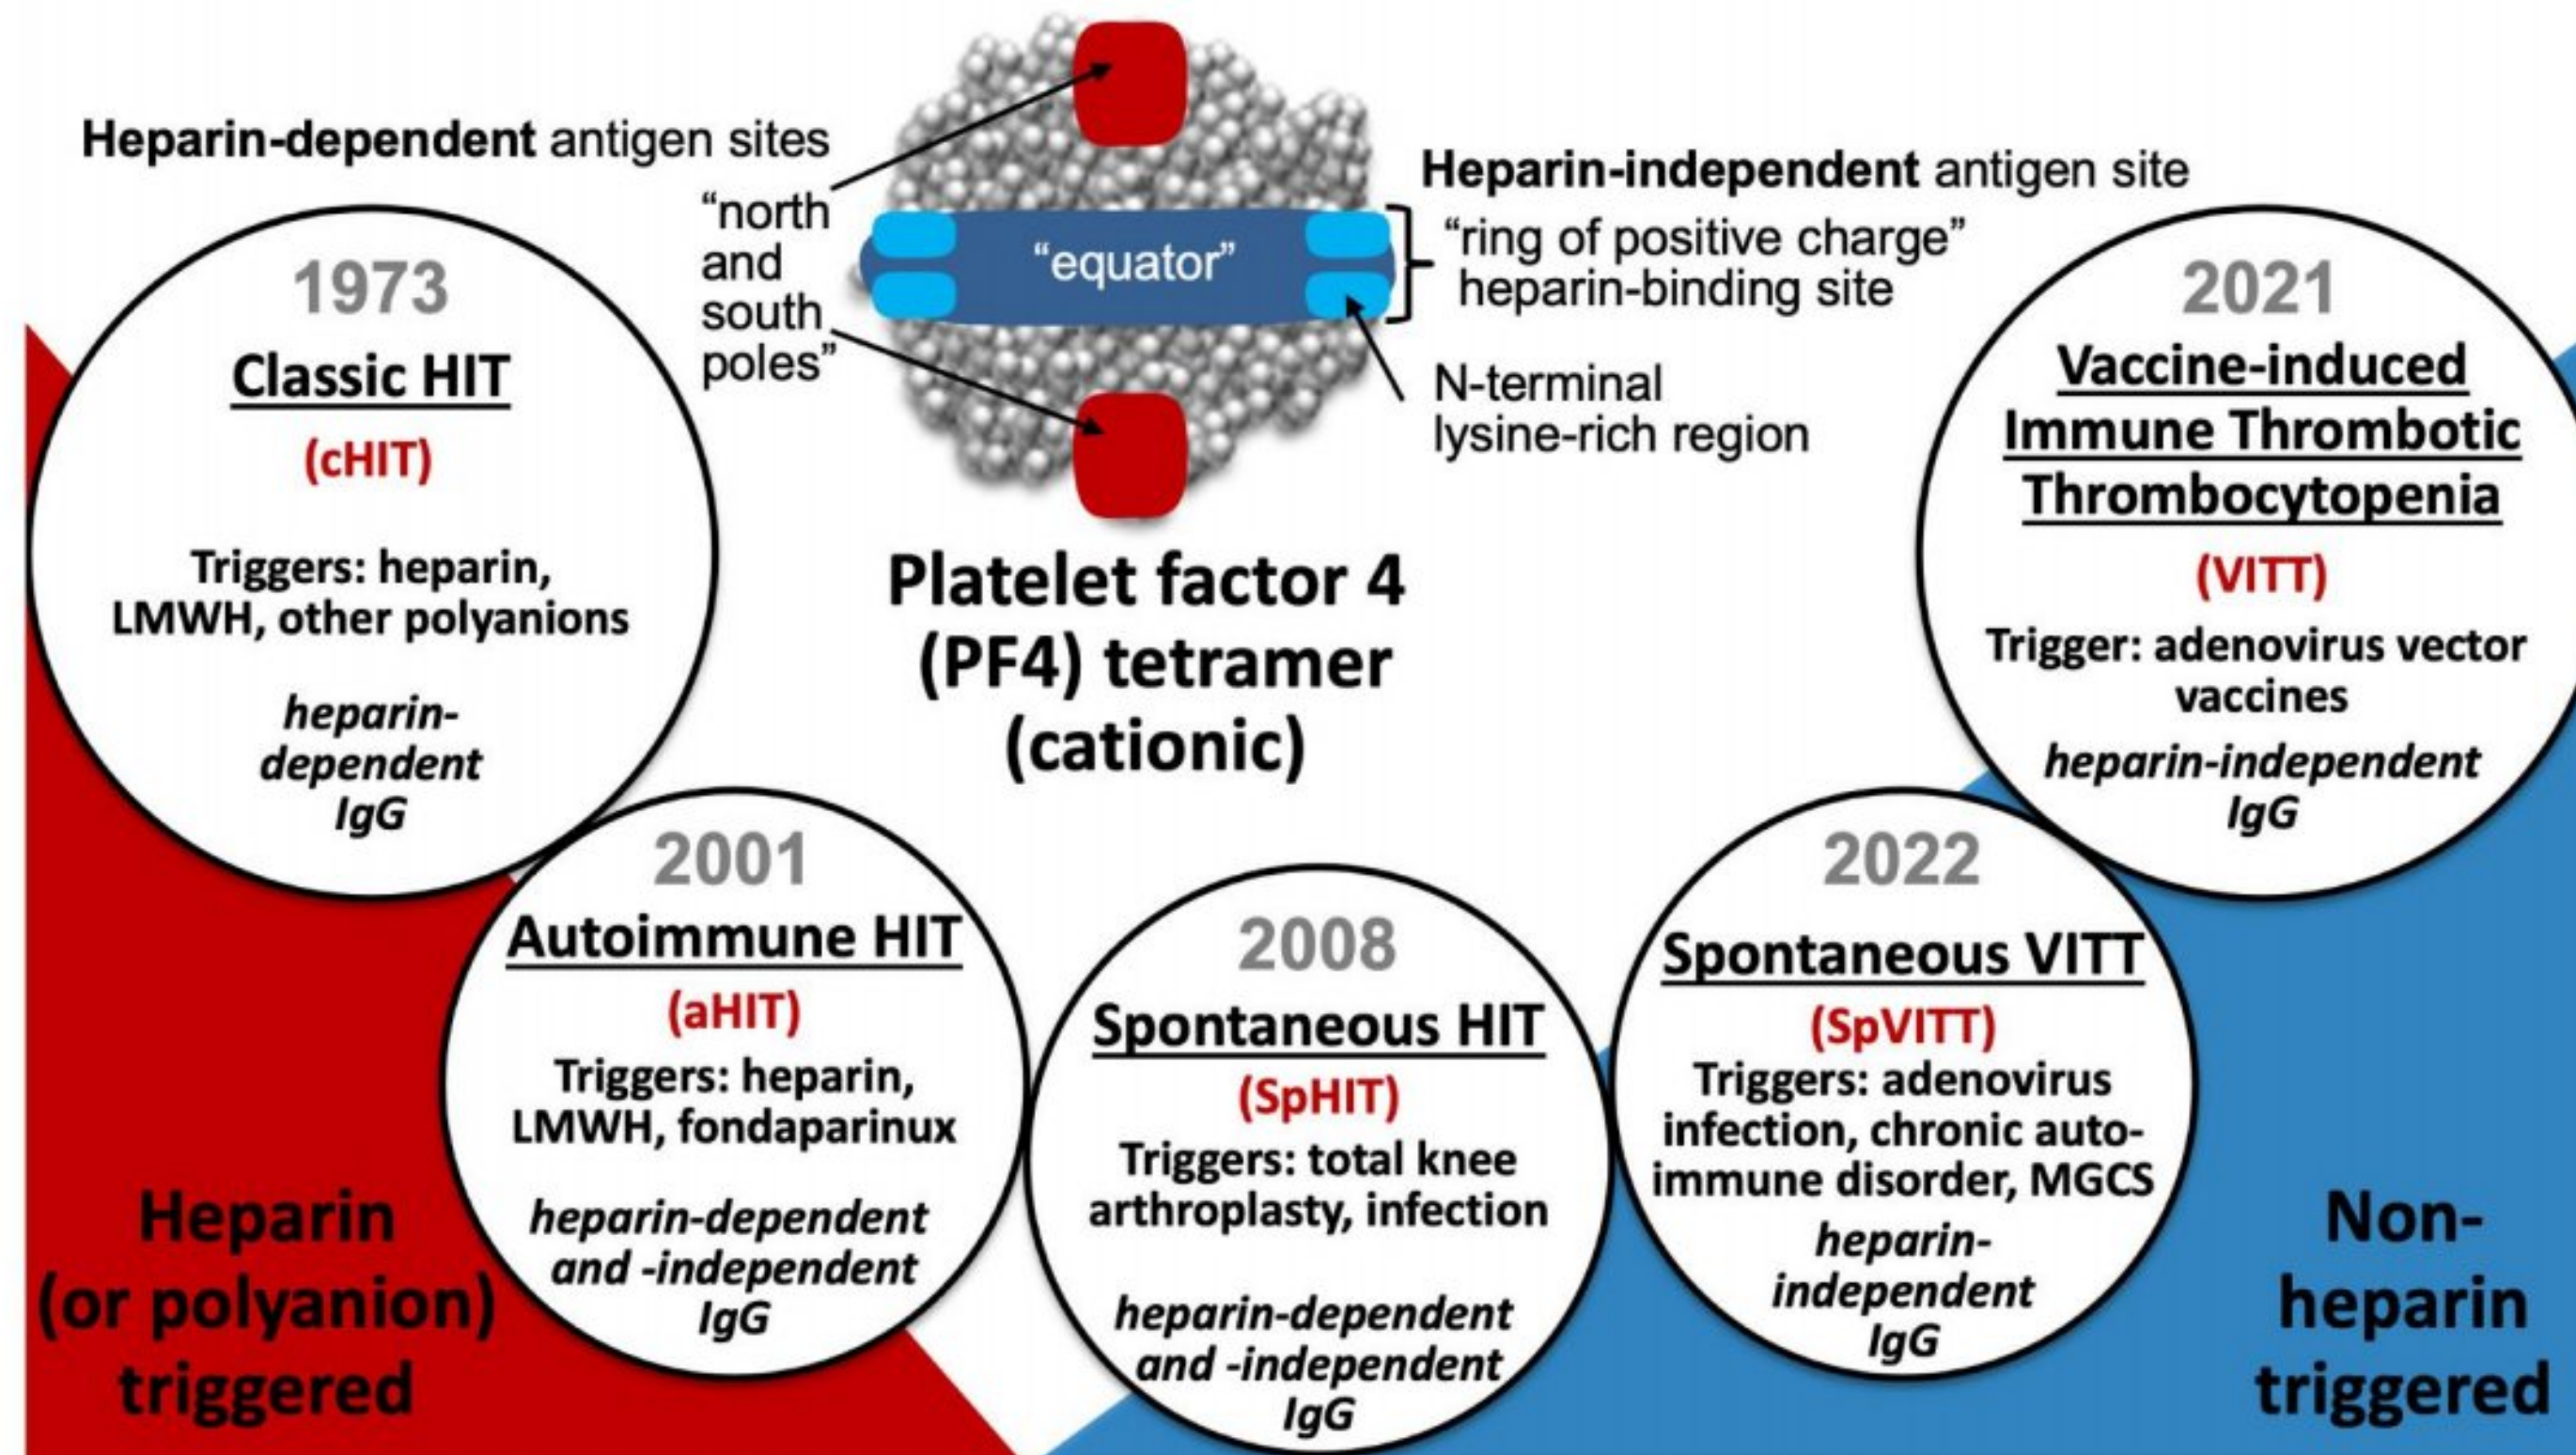 Heparin-dependent antigen sites
“north
and
south
poles”
“equator”
Heparin-independent antigen site
“ring of positive charge”
heparin-binding site
N-terminal
lysine-rich region
Platelet factor 4
(PF4) tetramer
(cationic)
1973
Classic HIT
(cHIT)
Triggers: heparin,
LMWH, other polyanions
heparin-
dependent
IgG
2001
Autoimmune HIT
(aHIT)
Triggers: heparin,
LMWH, fondaparinux
heparin-dependent
and -independent
IgG
2008
Spontaneous HIT
(SpHIT)
Triggers: total knee
arthroplasty, infection
heparin-dependent
and -independent
IgG
2022
Spontaneous VITT
(SpVITT)
Triggers: adenovirus
infection, chronic auto-
immune disorder, MGCS
heparin-
independent
IgG
2021
Vaccine-induced
Immune Thrombotic
Thrombocytopenia
(VITT)
Trigger: adenovirus vector
vaccines
heparin-independent
IgG
Heparin
(or polyanion)
triggered
Non-
heparin
triggered